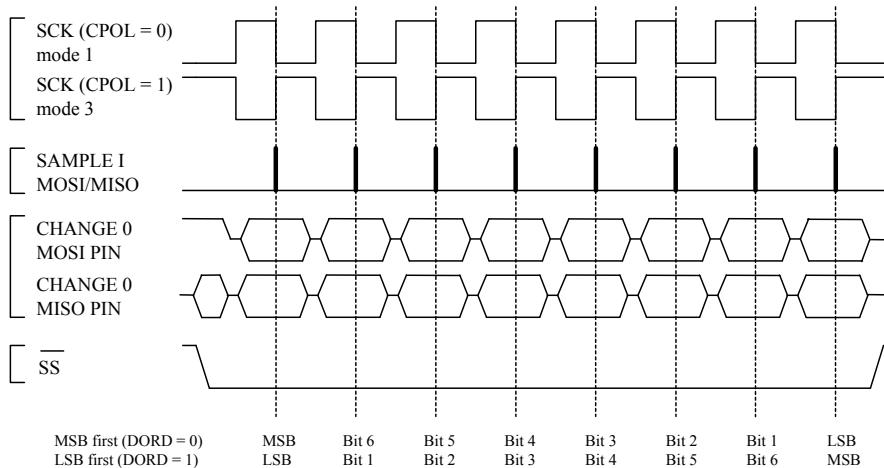 SCK (CPOL = 0)
mode 1
SCK (CPOL = 1)
mode 3
SAMPLE I
MOSI/MISO
CHANGE 0
MOSI PIN
CHANGE 0
MISO PIN
SS
MSB first (DORD = 0) MSB Bit 6 Bit 5 Bit 4 Bit 3 Bit 2 Bit 1 LSB
LSB first (DORD = 1) LSB Bit 1 Bit 2 Bit 3 Bit 4 Bit 5 Bit 6 MSB